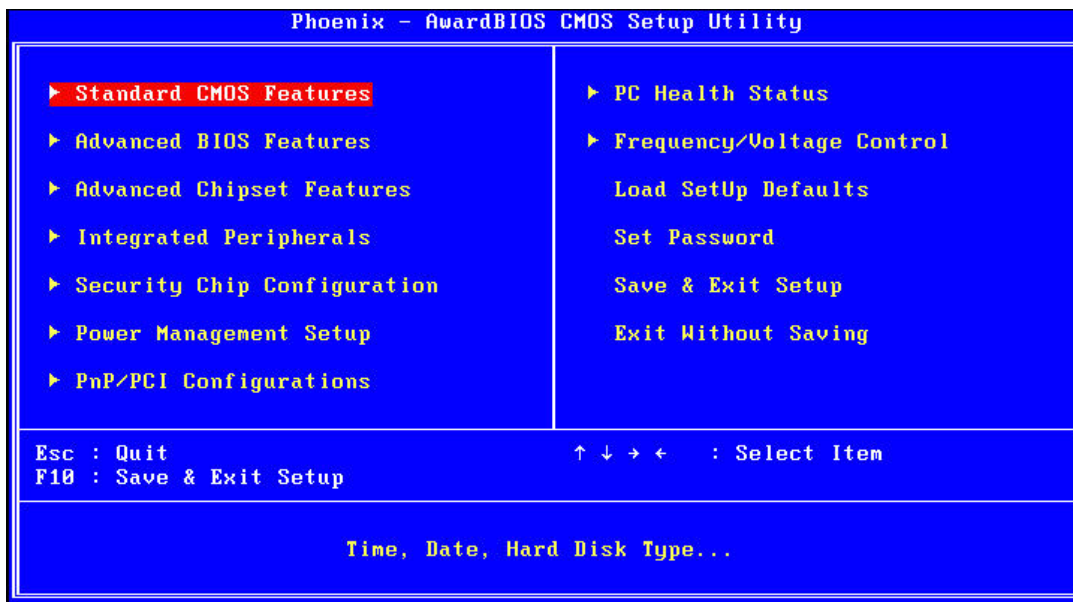 Phoenix - AwardBIOS CMOS Setup Utility
Standard CMOS Features
Advanced BIOS Features
Advanced Chipset Features
Integrated Peripherals
Security Chip Configuration
Power Management Setup
PnP/PCI Configurations
PC Health Status
Frequency/Voltage Control
Load SetUp Defaults
Set Password
Save & Exit Setup
Exit Without Saving
Esc : Quit
F10 : Save & Exit Setup
↑ ↓ → ← : Select Item
Time, Date, Hard Disk Type...